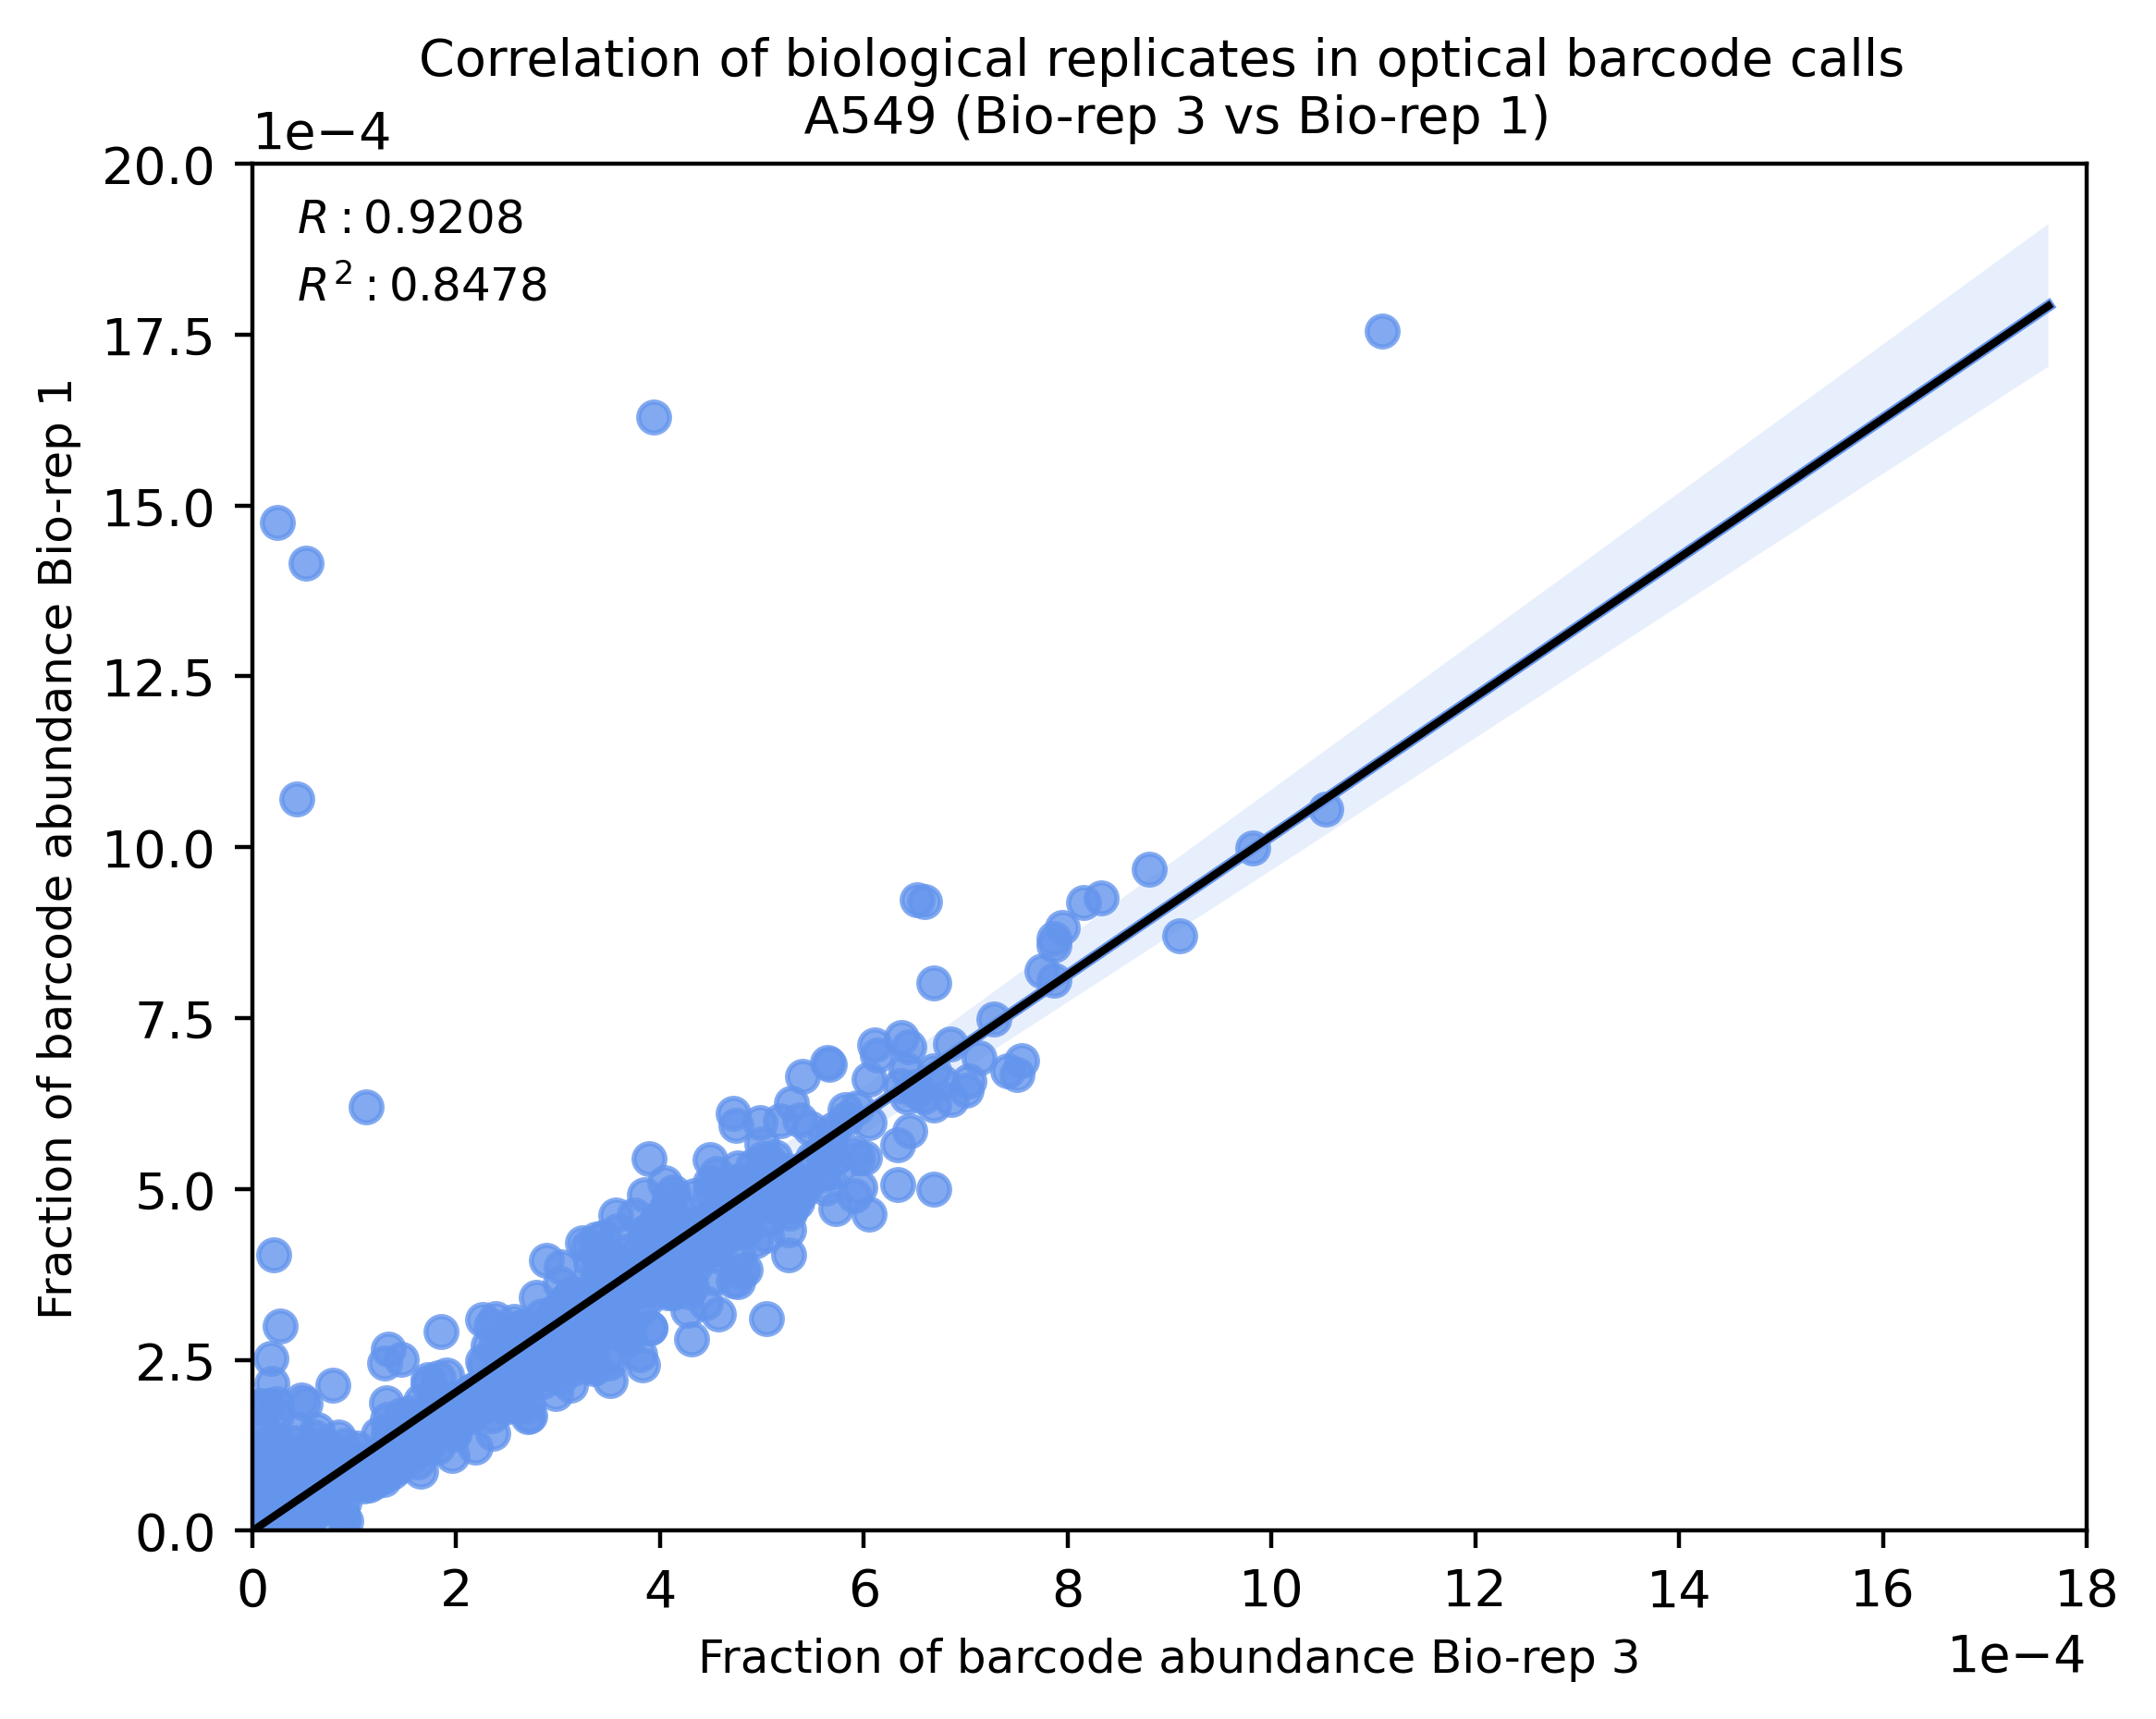 Correlation of biological replicates in optical barcode calls
A549 (Bio-rep 3 vs Bio-rep 1)
1e−4
20.0
17.5
15.0
12.5
10.0
7.5
5.0
2.5
0.0
R : 0.9208
R² : 0.8478
Fraction of barcode abundance Bio-rep 1
0 2 4 6 8 10 12 14 16 18
Fraction of barcode abundance Bio-rep 3
1e−4